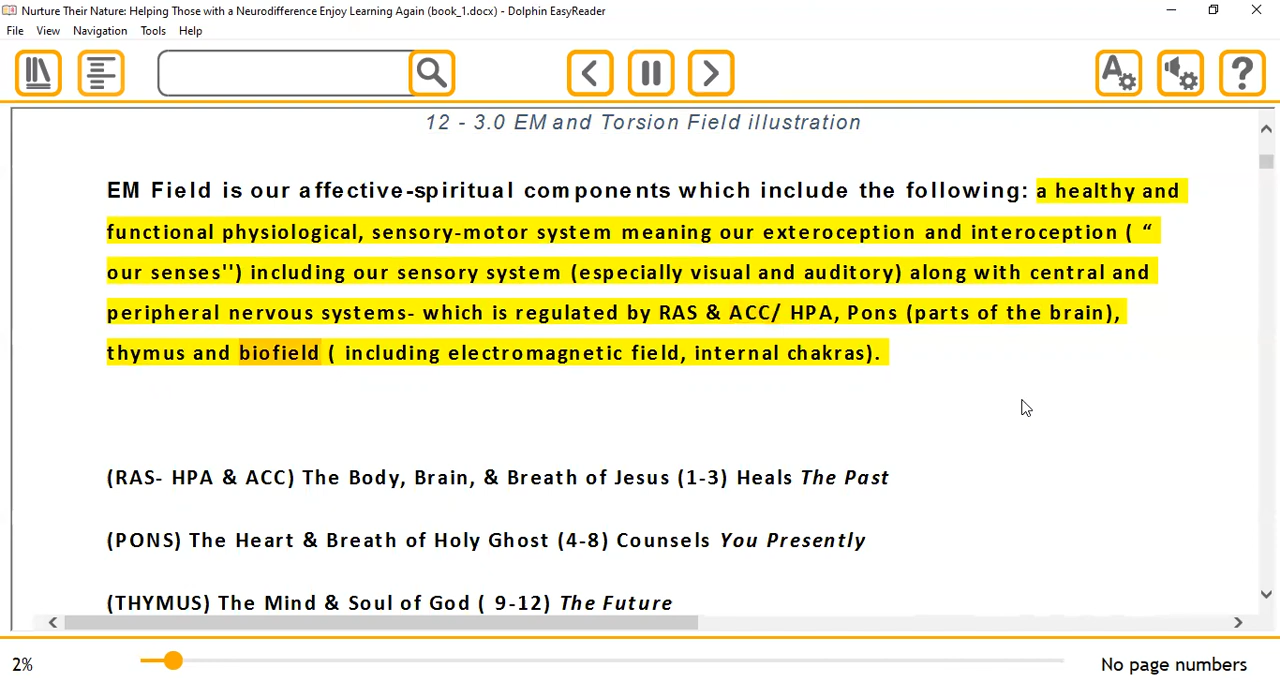 Nurture Their Nature: Helping Those with a Neurodifference Enjoy Learning Again (book_1.docx) - Dolphin EasyReader
File View Navigation Tools Help
12 - 3.0 EM and Torsion Field illustration
EM Field is our affective-spiritual components which include the following: a healthy and
functional physiological, sensory-motor system meaning our exteroception and interoception ( “
our senses'') including our sensory system (especially visual and auditory) along with central and
peripheral nervous systems- which is regulated by RAS & ACC/ HPA, Pons (parts of the brain),
thymus and biofield ( including electromagnetic field, internal chakras).
(RAS- HPA & ACC) The Body, Brain, & Breath of Jesus (1-3) Heals The Past
(PONS) The Heart & Breath of Holy Ghost (4-8) Counsels You Presently
(THYMUS) The Mind & Soul of God ( 9-12) The Future
2% No page numbers